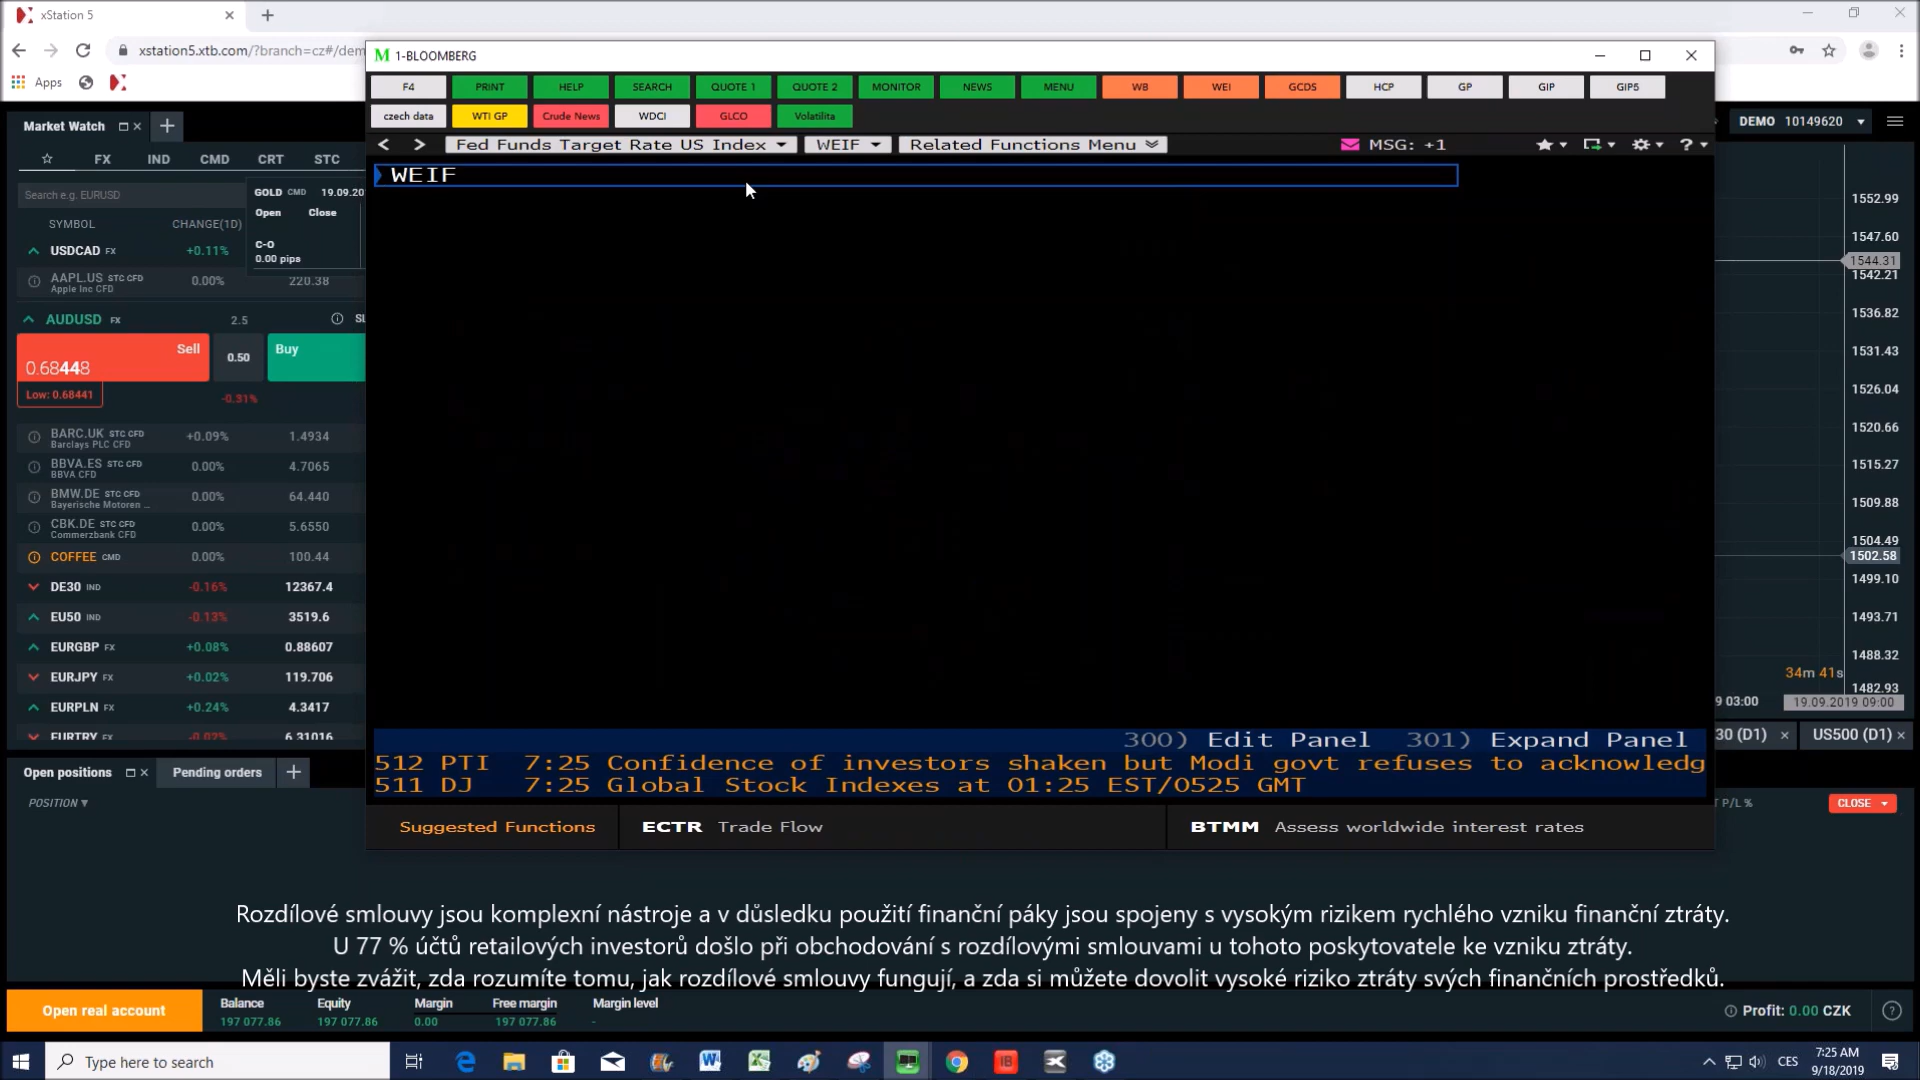 xStation 5
xstation5.xtb.com/?branch=cz#/dem
Apps
1-BLOOMBERG
F4 PRINT HELP SEARCH QUOTE 1 QUOTE 2 MONITOR NEWS MENU WB WEI GCDS HCP GP GIP GIP5
czech data WTI GP Crude News WDCI GLCO Volatilita
Fed Funds Target Rate US Index WEIF Related Functions Menu MSG: +1 ?
WEIF
Market Watch
FX IND CMD CRT STC
Search e.g. EURUSD
GOLD CMD 19.09.20
Open Close
C-O
0.00 pips
SYMBOL CHANGE(1D)
USDCAD FX +0.11%
AAPL.US STC CFD 0.00% 220.38
Apple Inc CFD
AUDUSD FX 2.5
Sell 0.50 Buy
0.68448
Low: 0.68441 -0.31%
BARC.UK STC CFD +0.09% 1.4934
Barclays PLC CFD
BBVA.ES STC CFD 0.00% 4.7065
BBVA CFD
BMW.DE STC CFD 0.00% 64.440
Bayerische Motoren ...
CBK.DE STC CFD 0.00% 5.6550
Commerzbank CFD
COFFEE CMD 0.00% 100.44
DE30 IND -0.16% 12367.4
EU50 IND -0.13% 3519.6
EURGBP FX +0.08% 0.88607
EURJPY FX +0.02% 119.706
EURPLN FX +0.24% 4.3417
EURTRY FX -0.02% 6.31016
DEMO 10149620
1552.99
1547.60
1544.31
1542.21
1536.82
1531.43
1526.04
1520.66
1515.27
1509.88
1504.49
1502.58
1499.10
1493.71
1488.32
34m 41s
1482.93
9 03:00 19.09.2019 09:00
30 (D1) US500 (D1)
300) Edit Panel 301) Expand Panel
512 PTI 7:25 Confidence of investors shaken but Modi govt refuses to acknowledg
511 DJ 7:25 Global Stock Indexes at 01:25 EST/0525 GMT
Suggested Functions ECTR Trade Flow BTMM Assess worldwide interest rates
Open positions Pending orders
POSITION
T P/L %
CLOSE
Rozdílové smlouvy jsou komplexní nástroje a v důsledku použití finanční páky jsou spojeny s vysokým rizikem rychlého vzniku finanční ztráty.
U 77 % účtů retailových investorů došlo při obchodování s rozdílovými smlouvami u tohoto poskytovatele ke vzniku ztráty.
Měli byste zvážit, zda rozumíte tomu, jak rozdílové smlouvy fungují, a zda si můžete dovolit vysoké riziko ztráty svých finančních prostředků.
Open real account
Balance Equity Margin Free margin Margin level
197 077.86 197 077.86 0.00 197 077.86 -
Profit: 0.00 CZK
Type here to search
CES
7:25 AM
9/18/2019